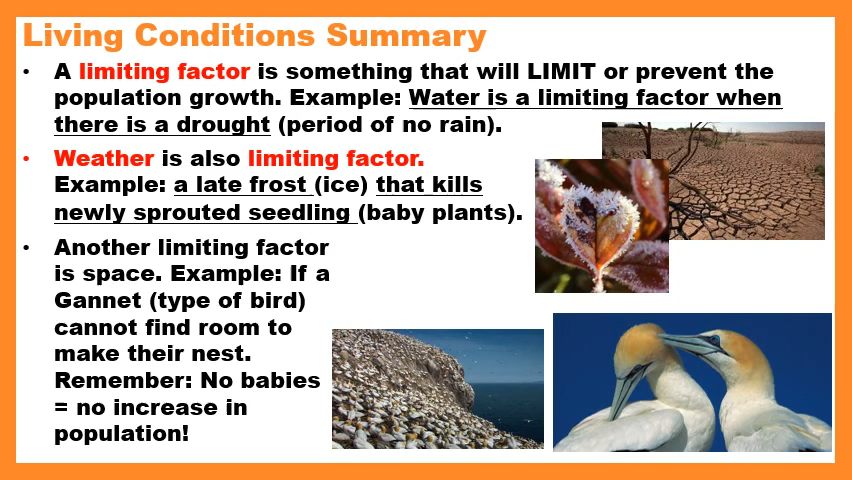 Living Conditions Summary
• A limiting factor is something that will LIMIT or prevent the
population growth. Example: Water is a limiting factor when
there is a drought (period of no rain).
• Weather is also limiting factor.
Example: a late frost (ice) that kills
newly sprouted seedling (baby plants).
• Another limiting factor
is space. Example: If a
Gannet (type of bird)
cannot find room to
make their nest.
Remember: No babies
= no increase in
population!